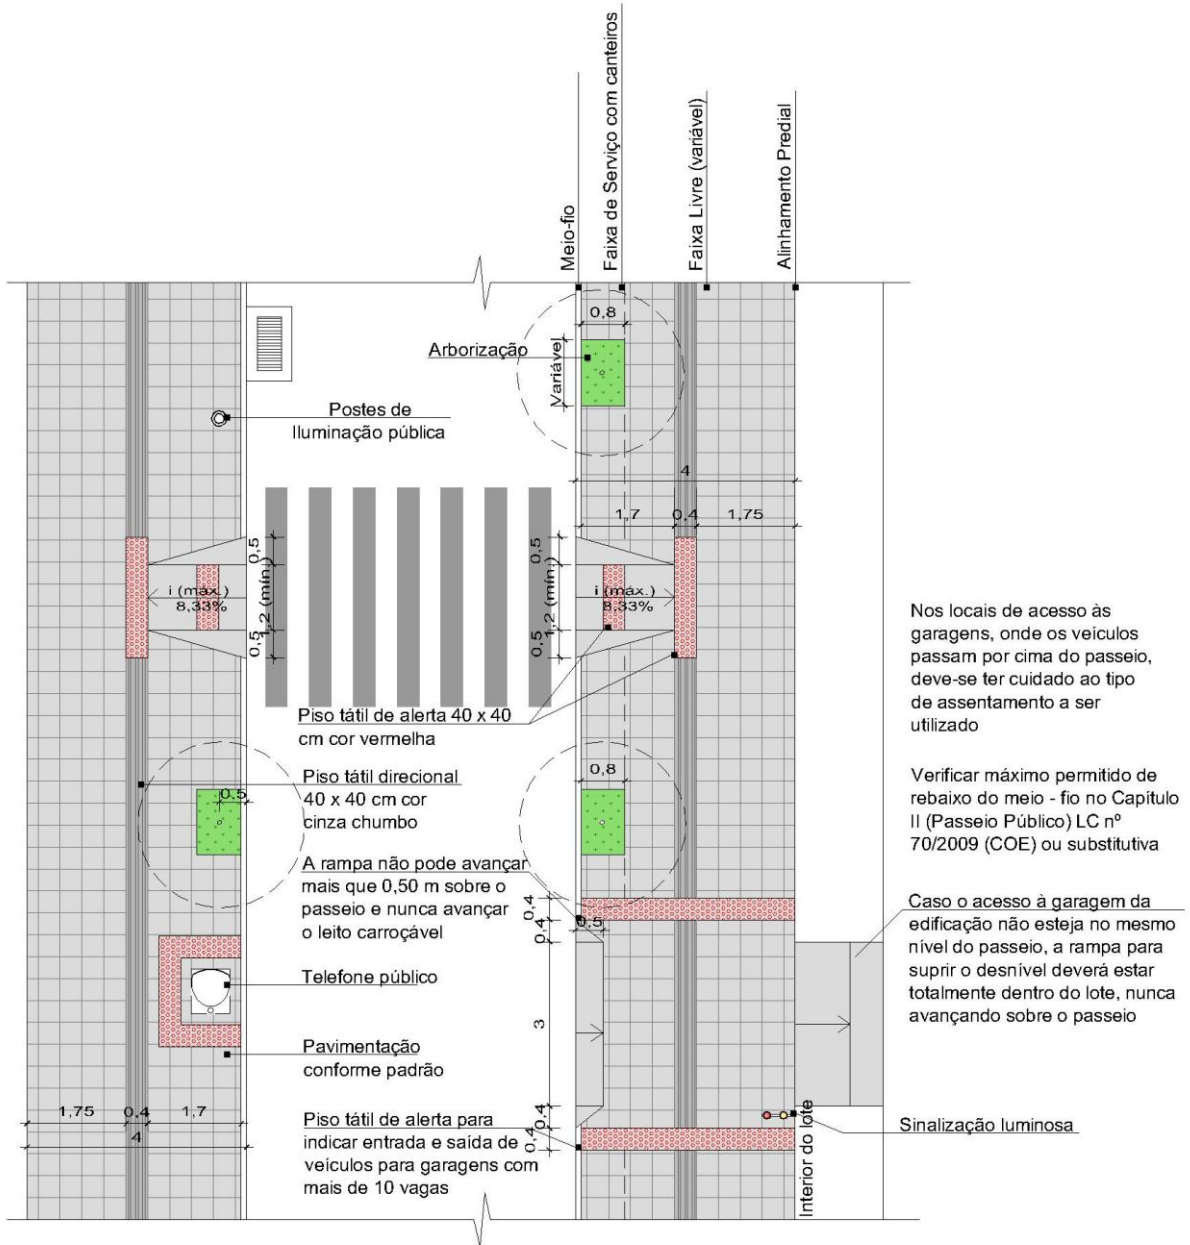 Meio-fio
Faixa de Serviço com canteiros
Faixa Livre (variável)
Alinhamento Predial
0,8
Arborização
Variável
Postes de
Iluminação pública
4
1,7
0,4
1,75
0,5
1,2 (mín.)
0,5
i (máx.)
8,33%
0,5
1,2 (mín.)
0,5
i (máx.)
8,33%
Nos locais de acesso às
garagens, onde os veículos
passam por cima do passeio,
deve-se ter cuidado ao tipo
de assentamento a ser
utilizado
Piso tátil de alerta 40 x 40
cm cor vermelha
Piso tátil direcional
40 x 40 cm cor
cinza chumbo
0,5
0,8
Verificar máximo permitido de
rebaixo do meio - fio no Capítulo
II (Passeio Público) LC nº
70/2009 (COE) ou substitutiva
A rampa não pode avançar
mais que 0,50 m sobre o
passeio e nunca avançar
o leito carroçável
0,4
0,4
0,5
3
0,4
0,4
Caso o acesso à garagem da
edificação não esteja no mesmo
nível do passeio, a rampa para
suprir o desnível deverá estar
totalmente dentro do lote, nunca
avançando sobre o passeio
Telefone público
Pavimentação
conforme padrão
1,75
0,4
1,7
4
Piso tátil de alerta para
indicar entrada e saída de
veículos para garagens com
mais de 10 vagas
Interior do lote
Sinalização luminosa